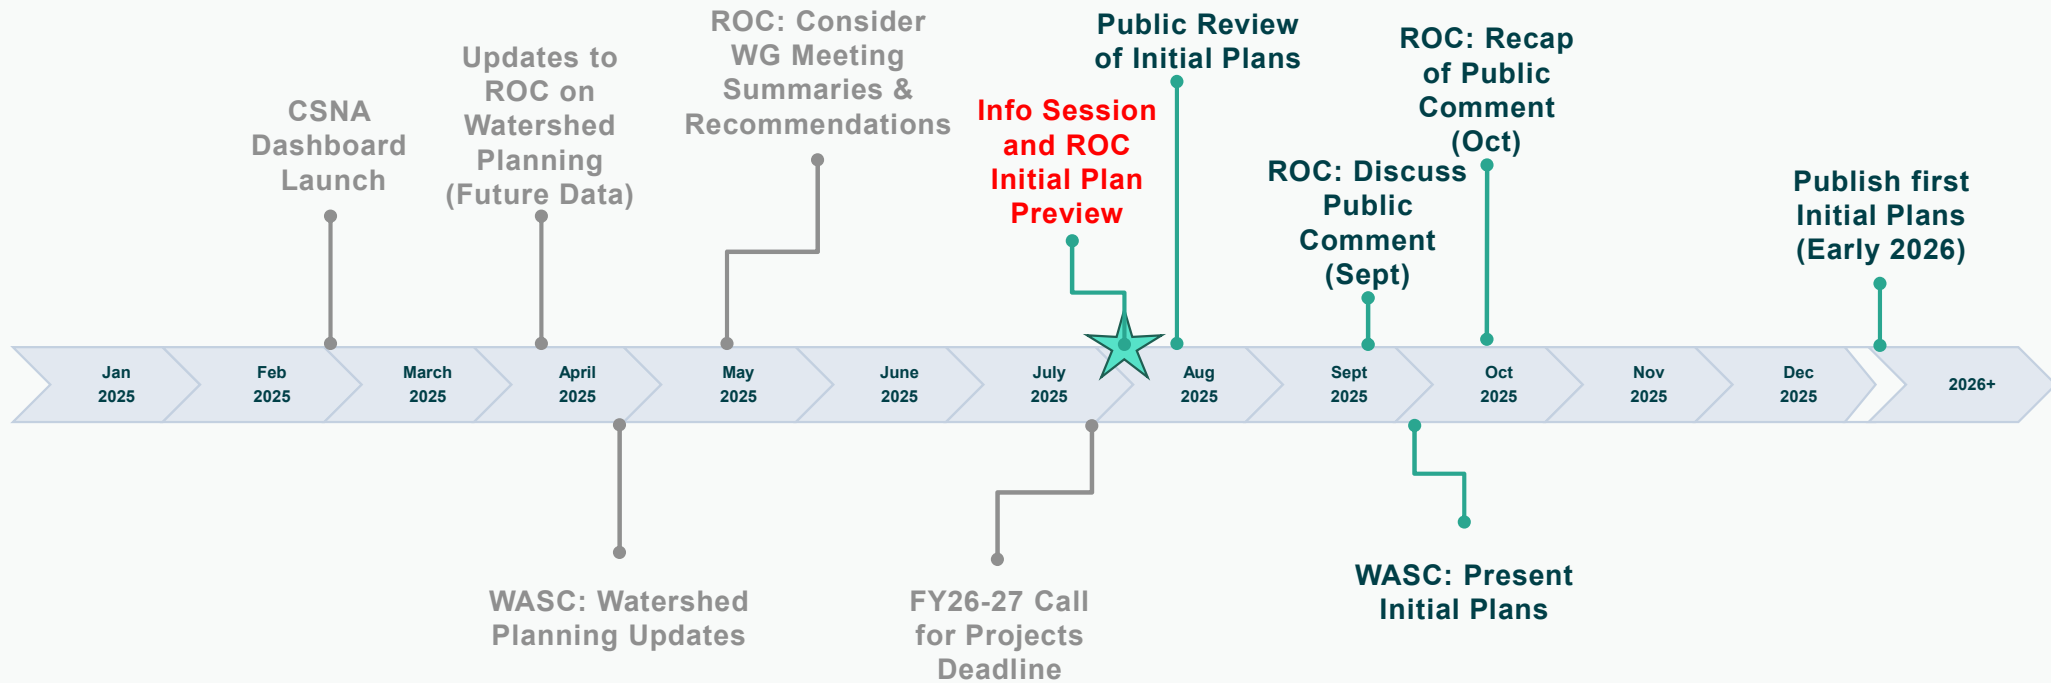 CSNA
Dashboard
Launch
Updates to
ROC on
Watershed
Planning
(Future Data)
ROC: Consider
WG Meeting
Summaries &
Recommendations
Info Session
and ROC
Initial Plan
Preview
Public Review
of Initial Plans
ROC: Discuss
Public
Comment
(Sept)
ROC: Recap
of Public
Comment
(Oct)
Publish first
Initial Plans
(Early 2026)
Jan
2025
Feb
2025
March
2025
April
2025
May
2025
June
2025
July
2025
Aug
2025
Sept
2025
Oct
2025
Nov
2025
Dec
2025
2026+
WASC: Watershed
Planning Updates
FY26-27 Call
for Projects
Deadline
WASC: Present
Initial Plans